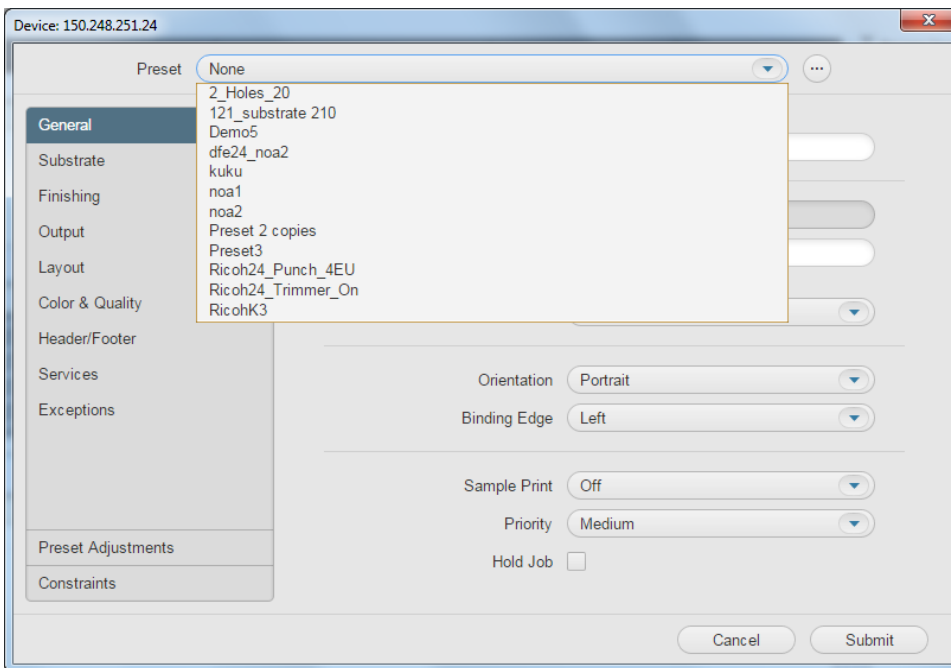 Device: 150.248.251.24
x
Preset None ...
2_Holes_20
121_substrate 210
Demo5
dfe24_noa2
kuku
noa1
noa2
Preset 2 copies
Preset3
Ricoh24_Punch_4EU
Ricoh24_Trimmer_On
RicohK3
General
Substrate
Finishing
Output
Layout
Color & Quality
Header/Footer
Services
Exceptions
Preset Adjustments
Constraints
Orientation Portrait
Binding Edge Left
Sample Print Off
Priority Medium
Hold Job
Cancel Submit